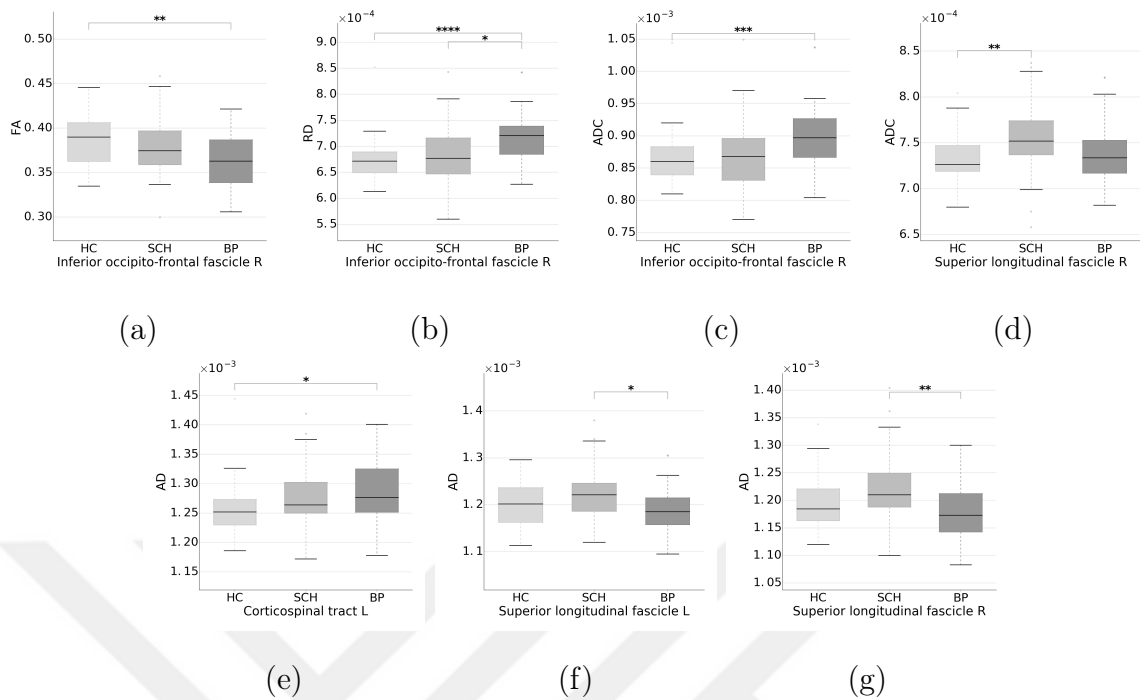 **
0.50
0.45
0.40
0.35
0.30
FA
HC SCH BP
Inferior occipito-frontal fascicle R
(a)
×10⁻⁴
****
*
9.0
8.5
8.0
7.5
7.0
6.5
6.0
5.5
RD
HC SCH BP
Inferior occipito-frontal fascicle R
(b)
×10⁻³
***
1.05
1.00
0.95
0.90
0.85
0.80
0.75
ADC
HC SCH BP
Inferior occipito-frontal fascicle R
(c)
×10⁻⁴
**
8.5
8.0
7.5
7.0
6.5
ADC
HC SCH BP
Superior longitudinal fascicle R
(d)
×10⁻³
*
1.45
1.40
1.35
1.30
1.25
1.20
1.15
AD
HC SCH BP
Corticospinal tract L
(e)
×10⁻³
*
1.4
1.3
1.2
1.1
AD
HC SCH BP
Superior longitudinal fascicle L
(f)
×10⁻³
**
1.40
1.35
1.30
1.25
1.20
1.15
1.10
1.05
AD
HC SCH BP
Superior longitudinal fascicle R
(g)